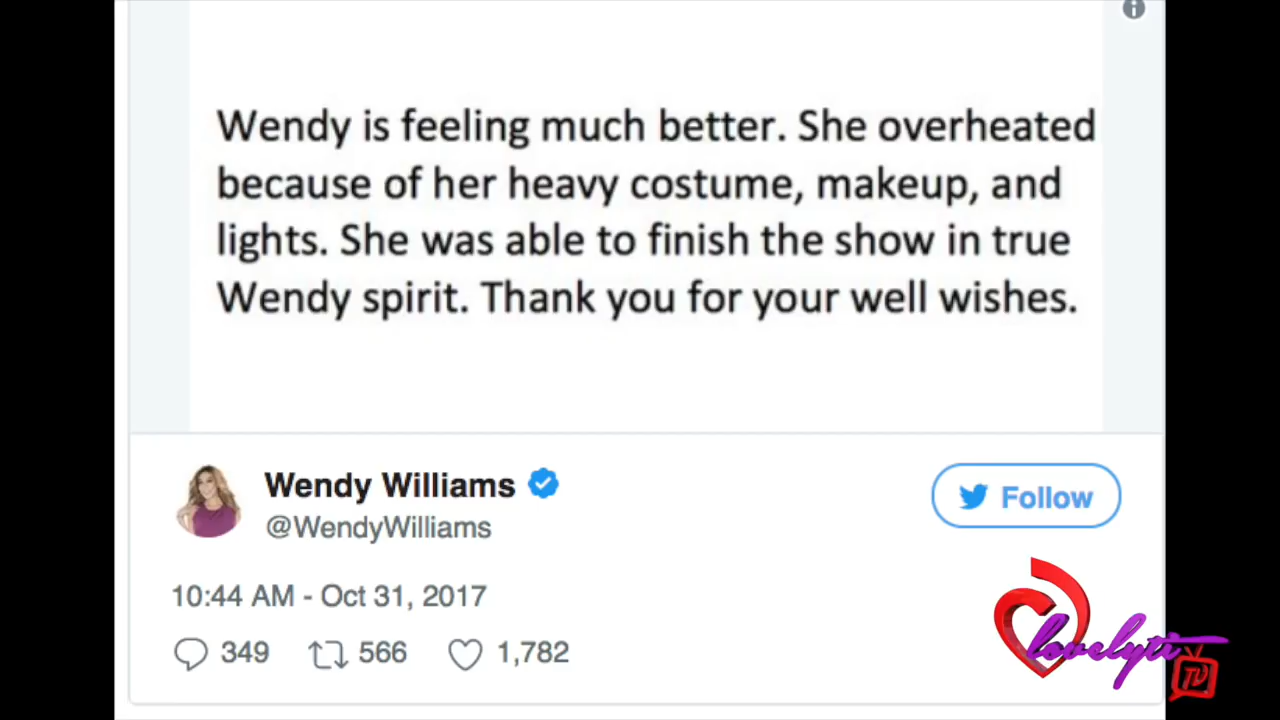 Wendy is feeling much better. She overheated
because of her heavy costume, makeup, and
lights. She was able to finish the show in true
Wendy spirit. Thank you for your well wishes.
Wendy Williams
@WendyWilliams
Follow
10:44 AM - Oct 31, 2017
349 566 1,782
lovelyti
TV